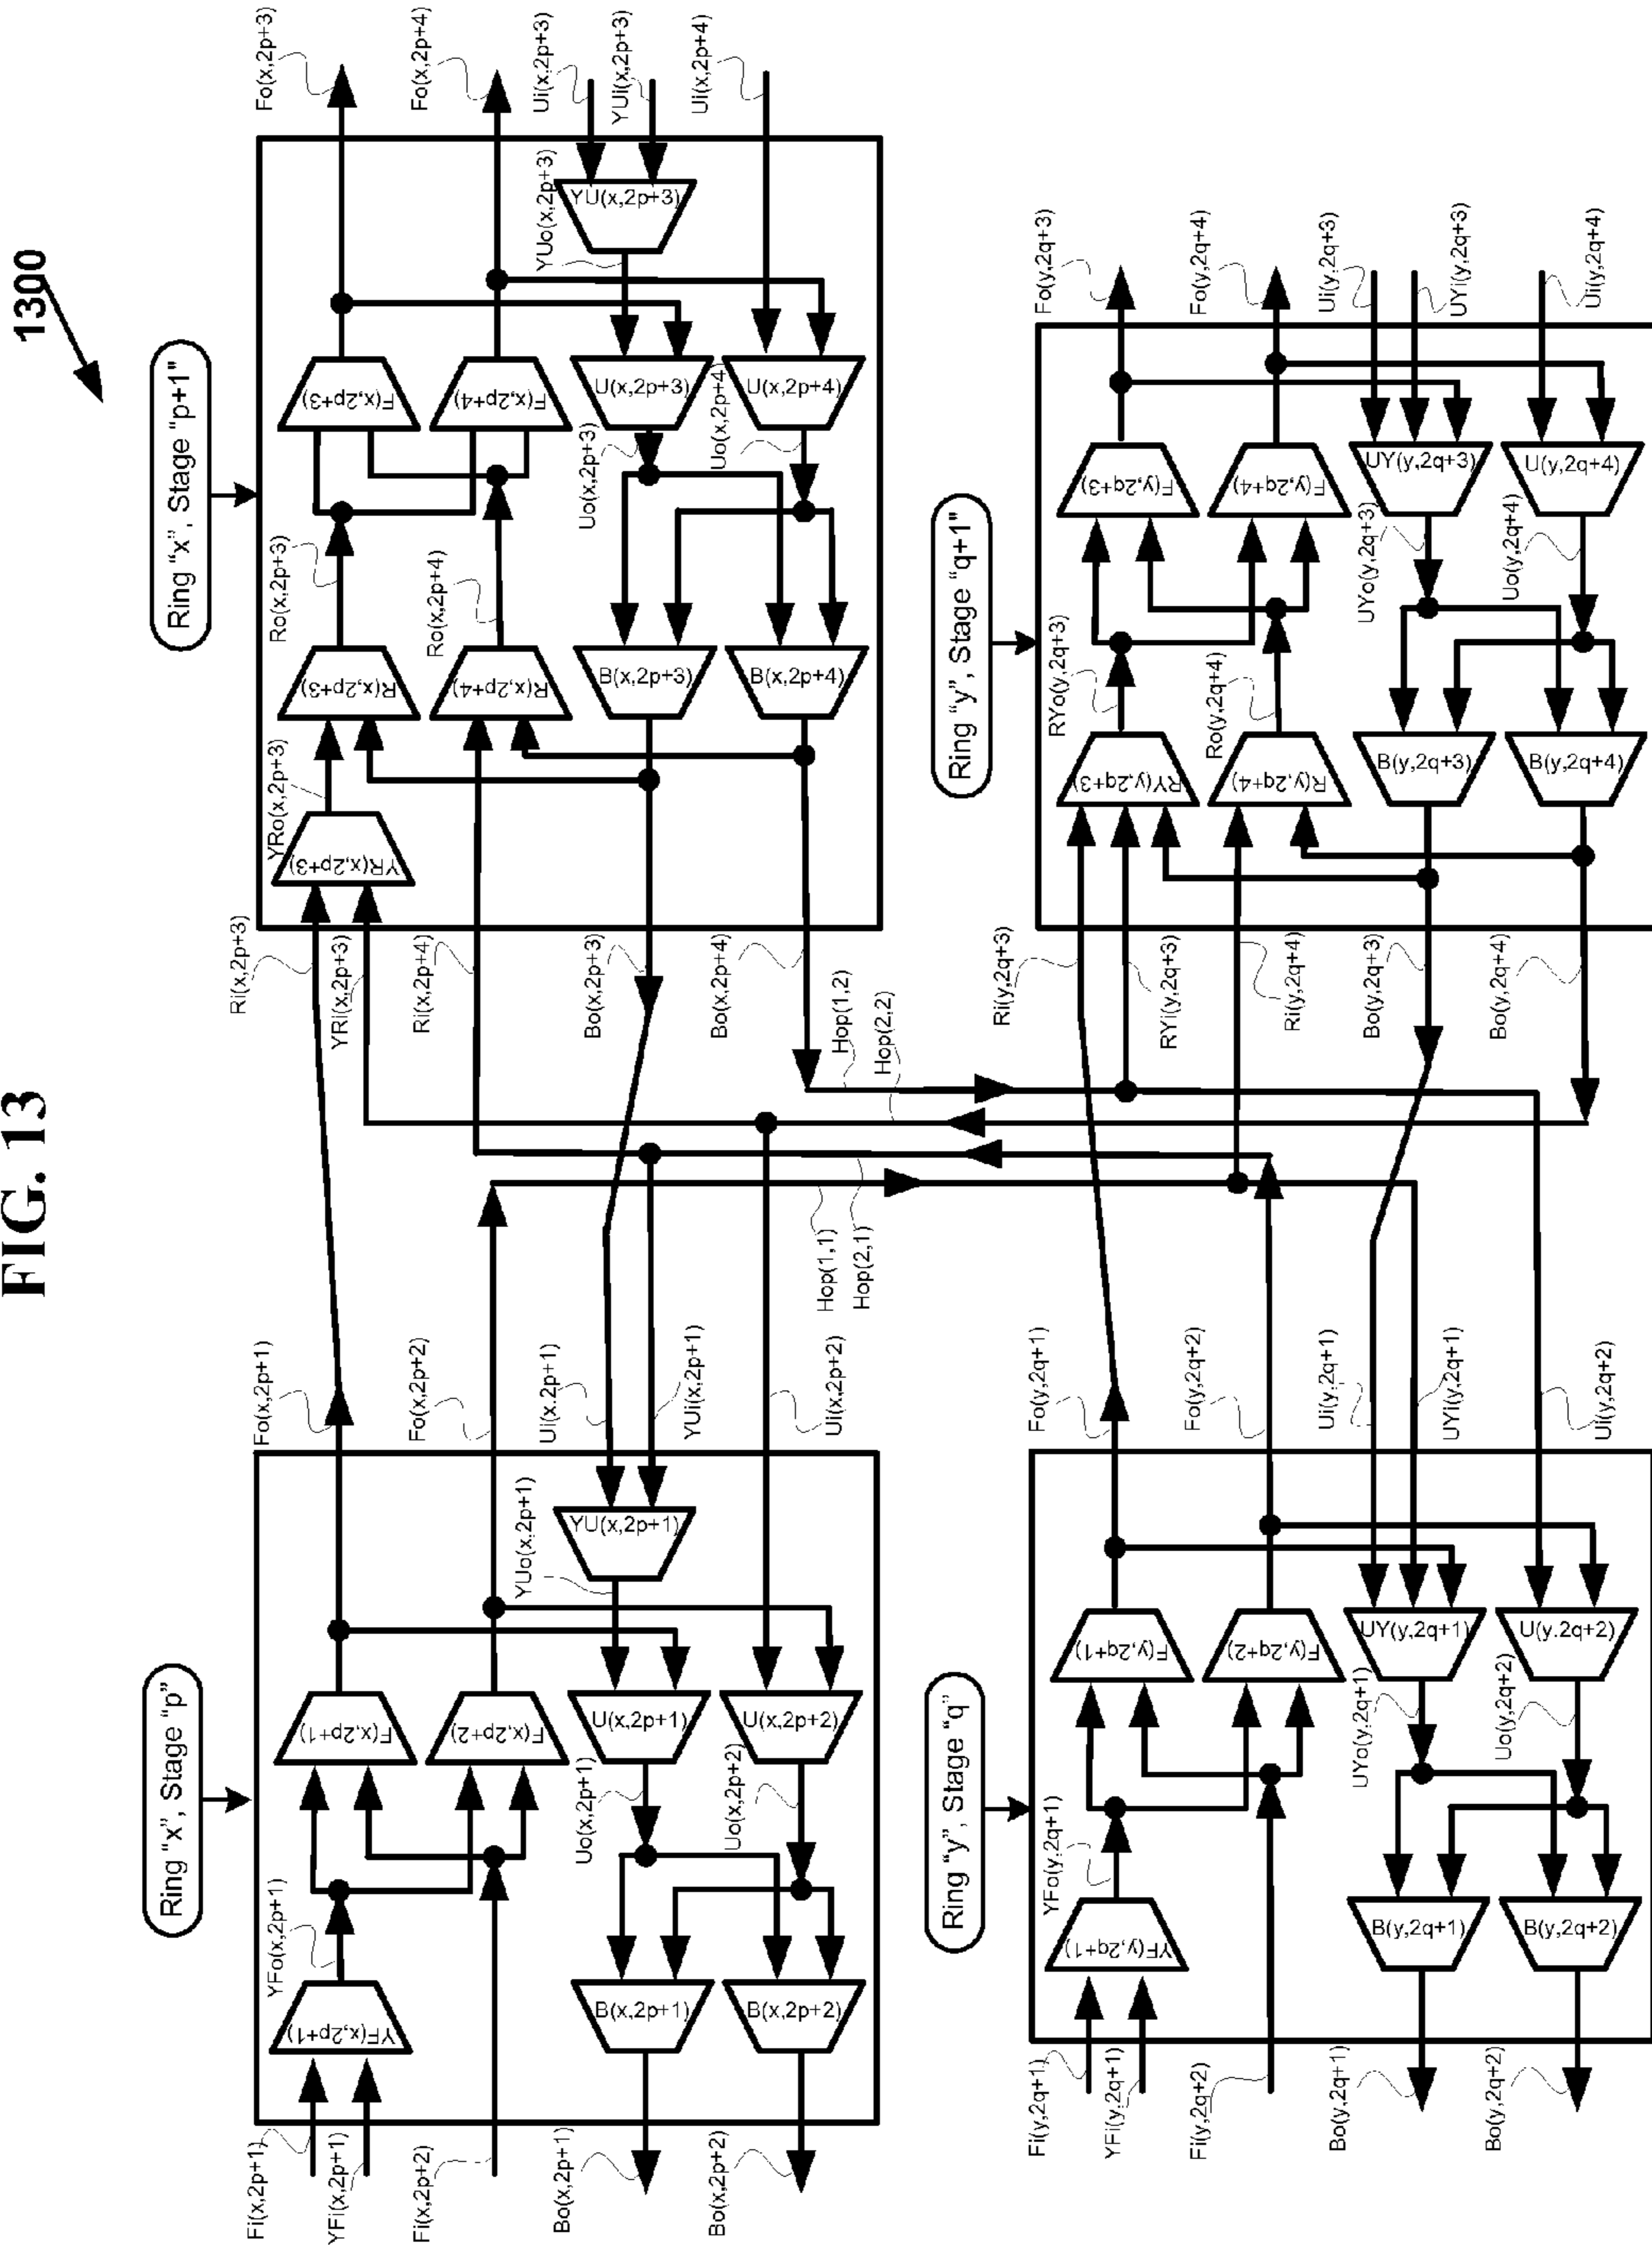 FIG. 13
1300
Ring "x", Stage "p"
Fi(x,2p+1)
YFi(x,2p+1)
Fi(x,2p+2)
Bo(x,2p+1)
Bo(x,2p+2)
YF(x,2p+1)
YFo(x,2p+1)
F(x,2p+1)
F(x,2p+2)
Uo(x,2p+1)
Uo(x,2p+2)
B(x,2p+1)
B(x,2p+2)
U(x,2p+1)
U(x,2p+2)
YUo(x,2p+1)
YU(x,2p+1)
Fo(x,2p+1)
Fo(x,2p+2)
Ui(x,2p+1)
YUi(x,2p+1)
Ui(x,2p+2)
Hop(1,1)
Hop(2,1)
Hop(1,2)
Hop(2,2)
Ring "x", Stage "p+1"
Ri(x,2p+3)
YRi(x,2p+3)
Ri(x,2p+4)
Bo(x,2p+3)
Bo(x,2p+4)
YR(x,2p+3)
YRo(x,2p+3)
R(x,2p+3)
R(x,2p+4)
Ro(x,2p+3)
Ro(x,2p+4)
B(x,2p+3)
B(x,2p+4)
F(x,2p+3)
F(x,2p+4)
Uo(x,2p+3)
Uo(x,2p+4)
U(x,2p+3)
U(x,2p+4)
YUo(x,2p+3)
YU(x,2p+3)
Fo(x,2p+3)
Fo(x,2p+4)
Ui(x,2p+3)
YUi(x,2p+3)
Ui(x,2p+4)
Ring "y", Stage "q"
Fi(y,2q+1)
YFi(y,2q+1)
Fi(y,2q+2)
Bo(y,2q+1)
Bo(y,2q+2)
YF(y,2q+1)
YFo(y,2q+1)
F(y,2q+1)
F(y,2q+2)
UYo(y,2q+1)
Uo(y,2q+2)
B(y,2q+1)
B(y,2q+2)
UY(y,2q+1)
U(y,2q+2)
Fo(y,2q+1)
Fo(y,2q+2)
Ui(y,2q+1)
UYi(y,2q+1)
Ui(y,2q+2)
Ring "y", Stage "q+1"
Ri(y,2q+3)
RYi(y,2q+3)
Ri(y,2q+4)
Bo(y,2q+3)
Bo(y,2q+4)
RY(y,2q+3)
R(y,2q+4)
RYo(y,2q+3)
Ro(y,2q+4)
B(y,2q+3)
B(y,2q+4)
F(y,2q+3)
F(y,2q+4)
UYo(y,2q+3)
Uo(y,2q+4)
UY(y,2q+3)
U(y,2q+4)
Fo(y,2q+3)
Fo(y,2q+4)
Ui(y,2q+3)
UYi(y,2q+3)
Ui(y,2q+4)